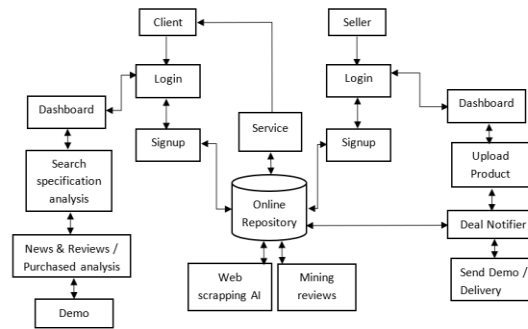 Client
Seller
Login
Login
Dashboard
Dashboard
Signup
Service
Signup
Search
specification
analysis
Upload
Product
Online
Repository
Deal Notifier
News & Reviews /
Purchased analysis
Web
scrapping AI
Mining
reviews
Send Demo /
Delivery
Demo